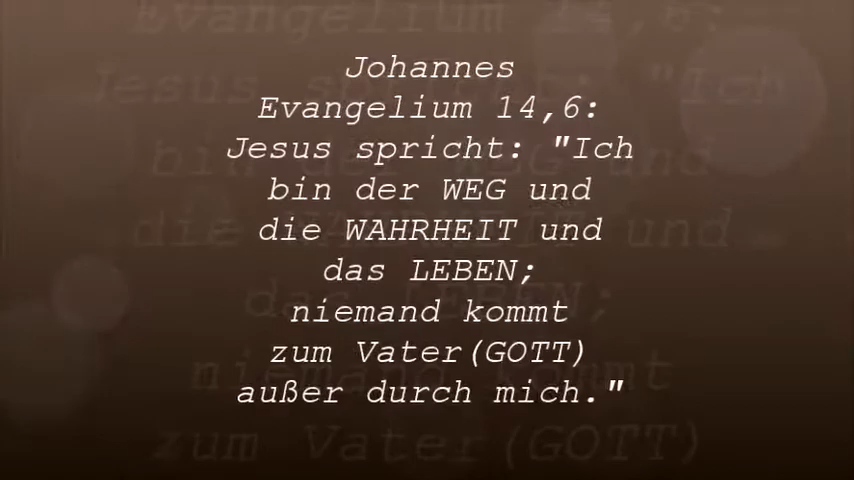 Johannes
Evangelium 14,6:
Jesus spricht: "Ich
bin der WEG und
die WAHRHEIT und
das LEBEN;
niemand kommt
zum Vater(GOTT)
außer durch mich."